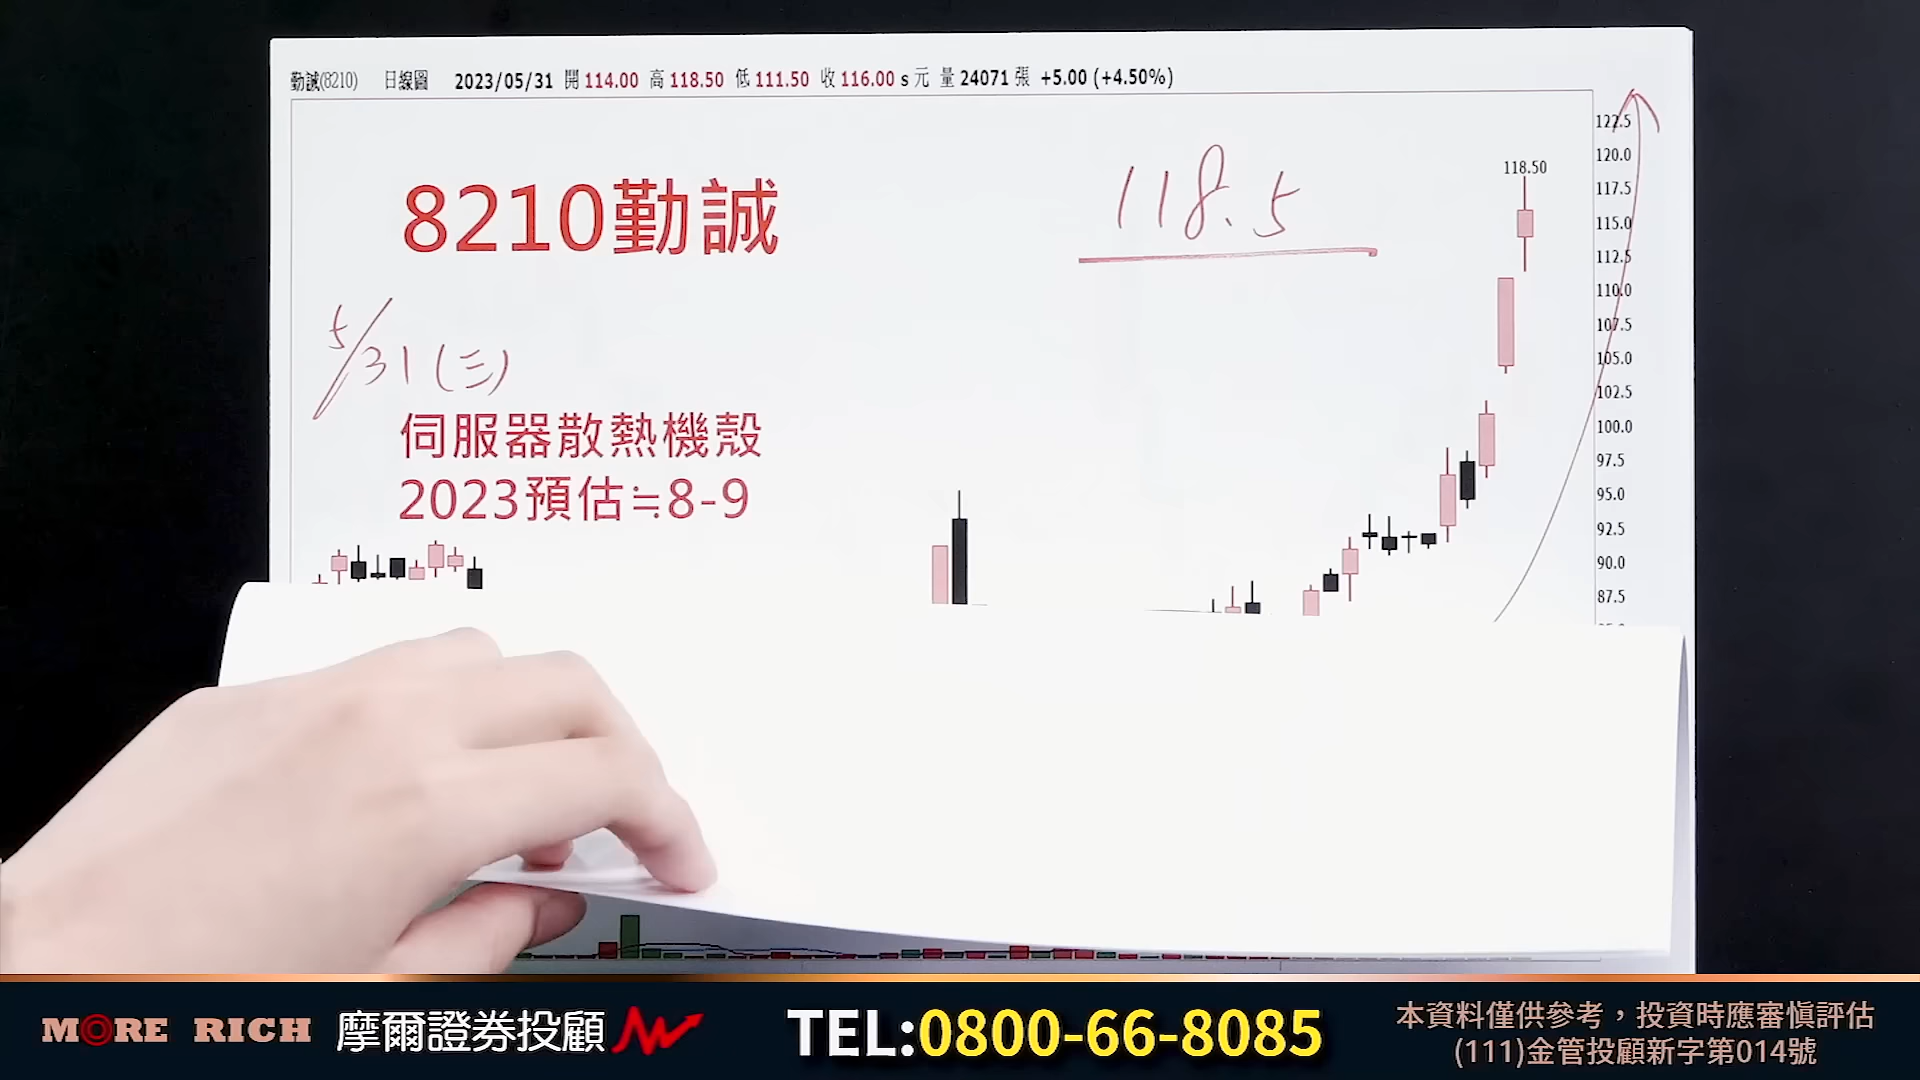 勤誠(8210) 日線圖 2023/05/31 開 114.00 高 118.50 低 111.50 收 116.00 s 元 量 24071 張 +5.00 (+4.50%)
122.5
120.0
118.50
117.5
115.0
112.5
110.0
107.5
105.0
102.5
100.0
97.5
95.0
92.5
90.0
87.5
8210勤誠
118.5
5/31(三)
伺服器散熱機殼
2023預估≒8-9
MORE RICH 摩爾證券投顧
TEL:0800-66-8085
本資料僅供參考，投資時應審慎評估
(111)金管投顧新字第014號